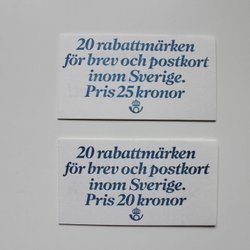 20 rabattmärken
för brev och postkort
inom Sverige.
Pris 25 kronor
20 rabattmärken
för brev och postkort
inom Sverige.
Pris 20 kronor